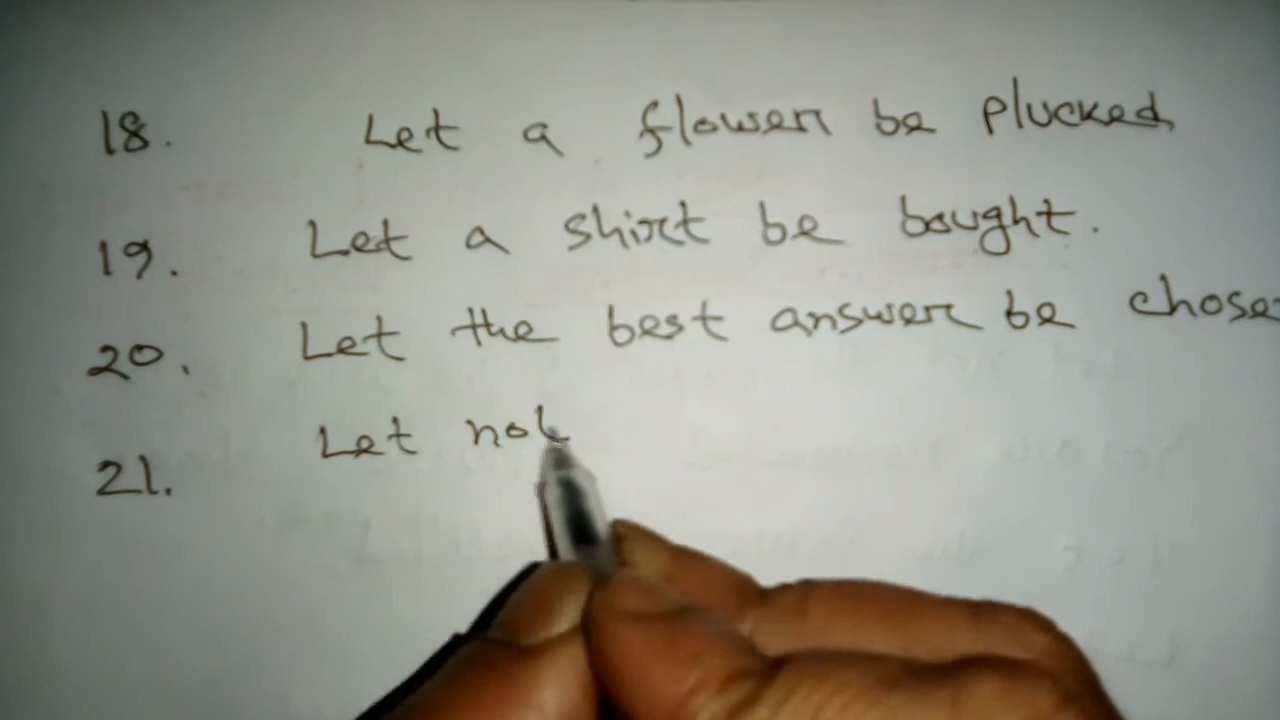 18. Let a flower be plucked
19. Let a shirt be bought.
20. Let the best answer be chose
21. Let not